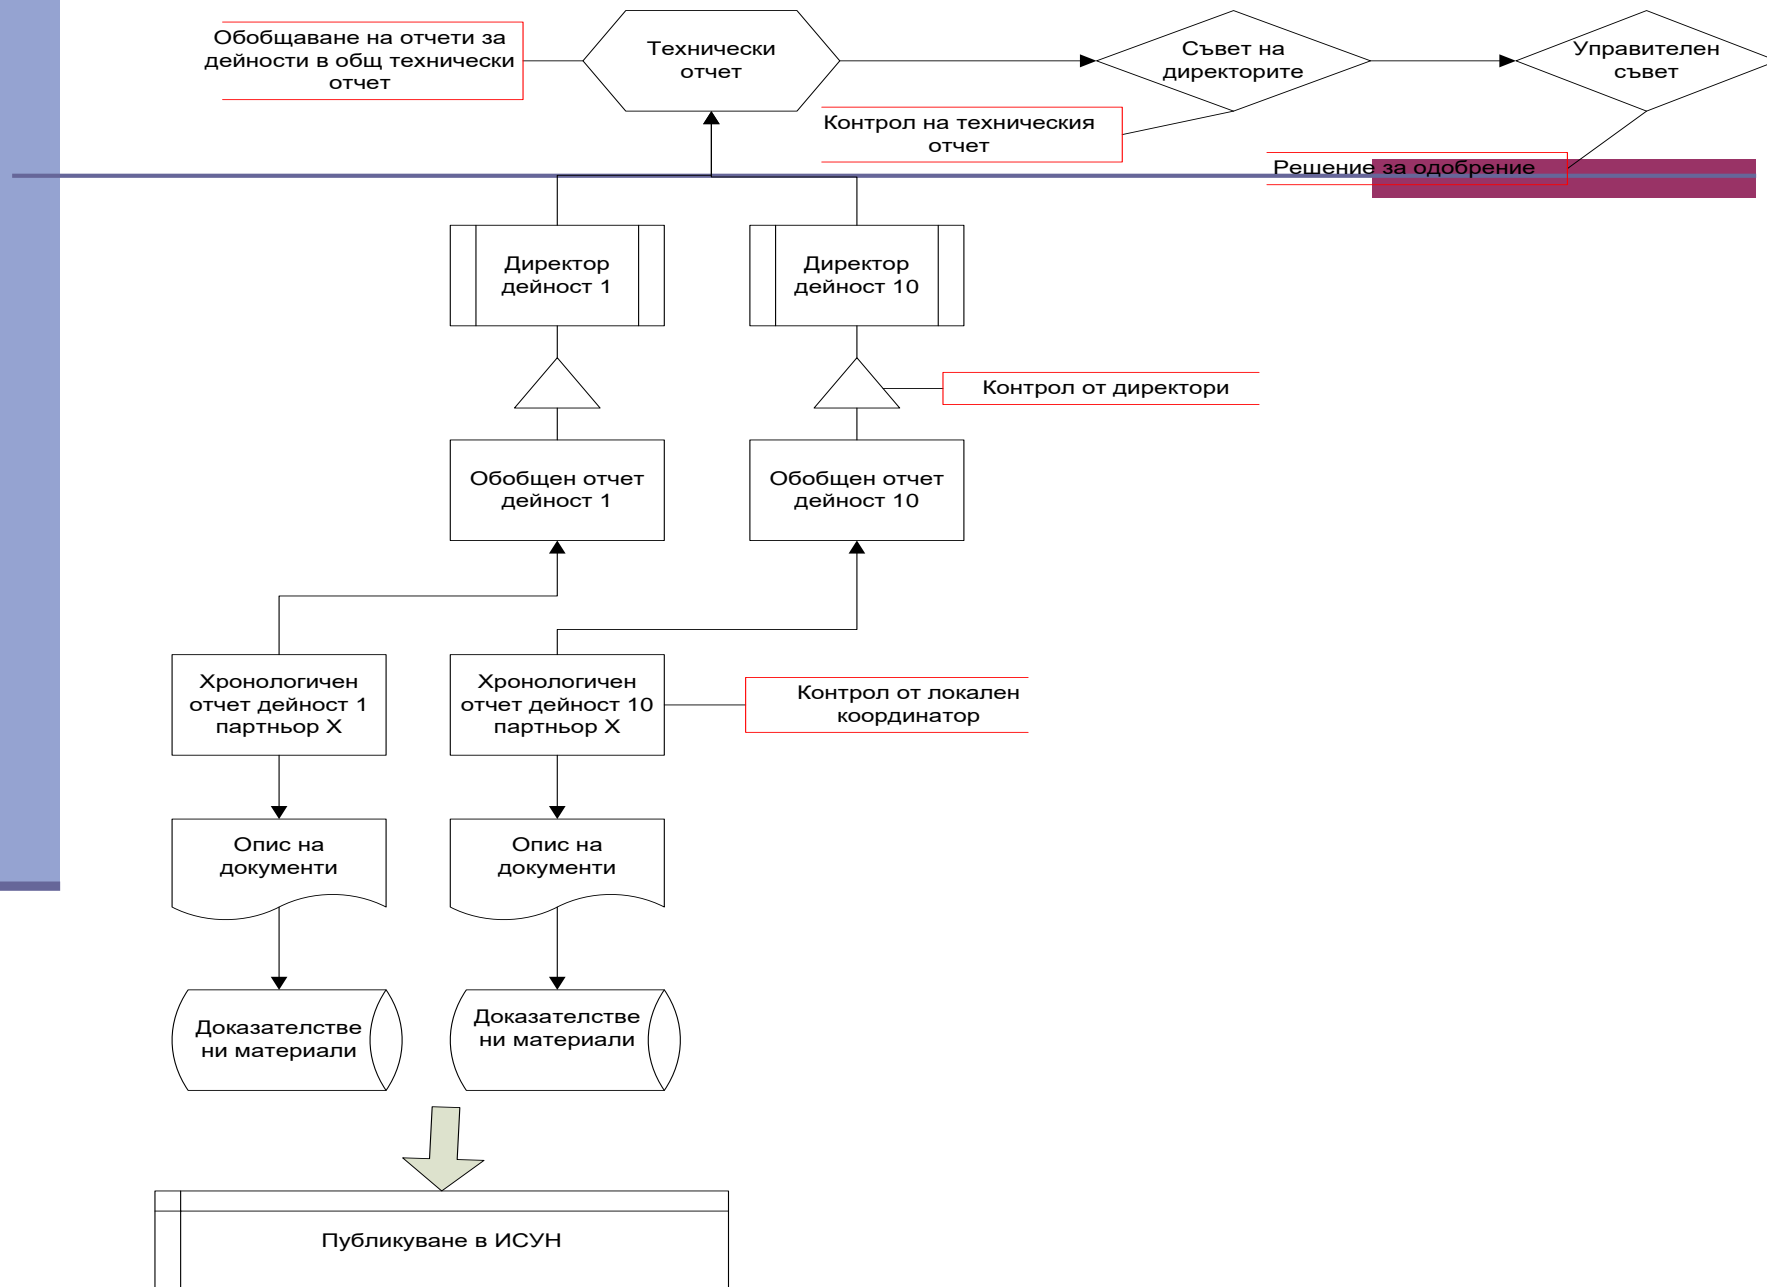 Обобщаване на отчети за
дейности в общ технически
отчет
Технически
отчет
Съвет на
директорите
Управителен
съвет
Контрол на техническия
отчет
Решение за одобрение
Директор
дейност 1
Директор
дейност 10
Контрол от директори
Обобщен отчет
дейност 1
Обобщен отчет
дейност 10
Хронологичен
отчет дейност 1
партньор X
Хронологичен
отчет дейност 10
партньор X
Контрол от локален
координатор
Опис на
документи
Опис на
документи
Доказателстве
ни материали
Доказателстве
ни материали
Публикуване в ИСУН